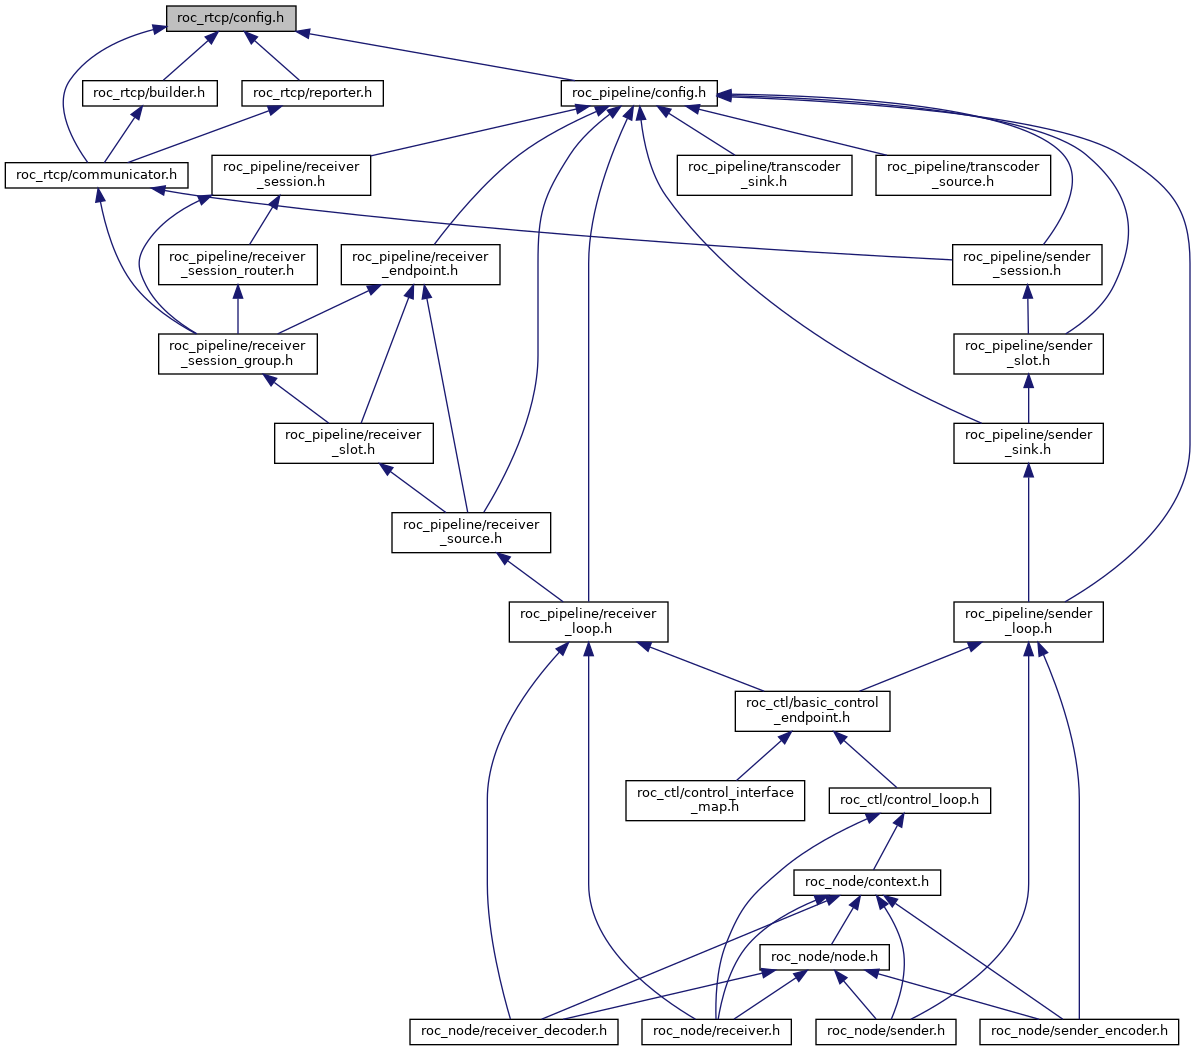 roc_rtcp/config.h
roc_rtcp/builder.h
roc_rtcp/reporter.h
roc_pipeline/config.h
roc_rtcp/communicator.h
roc_pipeline/receiver
_session.h
roc_pipeline/transcoder
_sink.h
roc_pipeline/transcoder
_source.h
roc_pipeline/receiver
_session_router.h
roc_pipeline/receiver
_endpoint.h
roc_pipeline/sender
_session.h
roc_pipeline/receiver
_session_group.h
roc_pipeline/sender
_slot.h
roc_pipeline/receiver
_slot.h
roc_pipeline/sender
_sink.h
roc_pipeline/receiver
_source.h
roc_pipeline/receiver
_loop.h
roc_pipeline/sender
_loop.h
roc_ctl/basic_control
_endpoint.h
roc_ctl/control_interface
_map.h
roc_ctl/control_loop.h
roc_node/context.h
roc_node/node.h
roc_node/receiver_decoder.h
roc_node/receiver.h
roc_node/sender.h
roc_node/sender_encoder.h